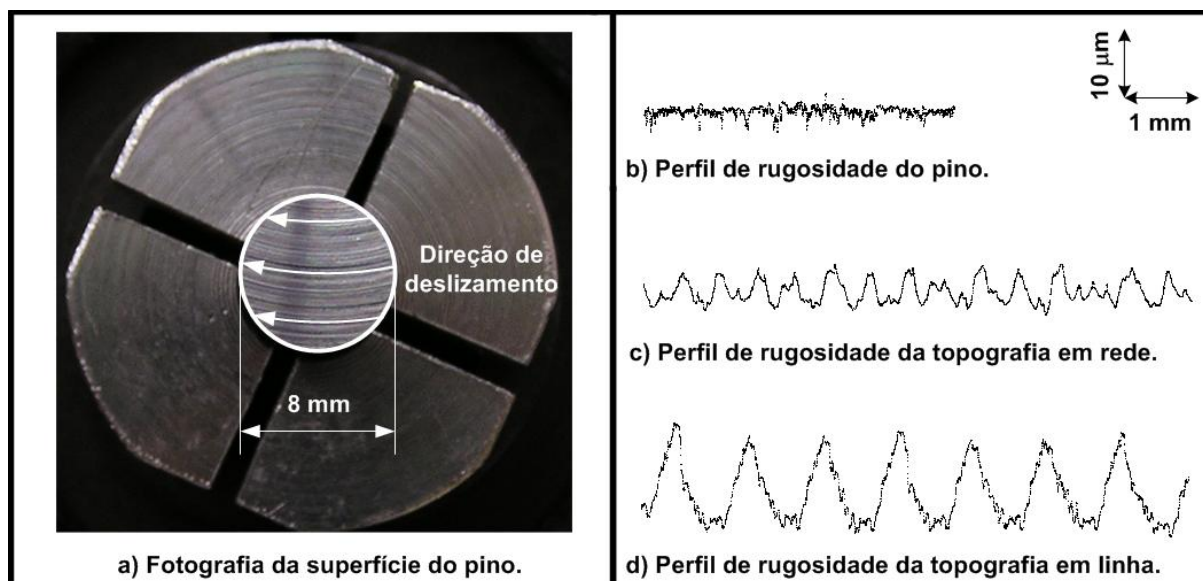 Direção de
deslizamento
8 mm
a) Fotografia da superfície do pino.
10 µm
1 mm
b) Perfil de rugosidade do pino.
c) Perfil de rugosidade da topografia em rede.
d) Perfil de rugosidade da topografia em linha.